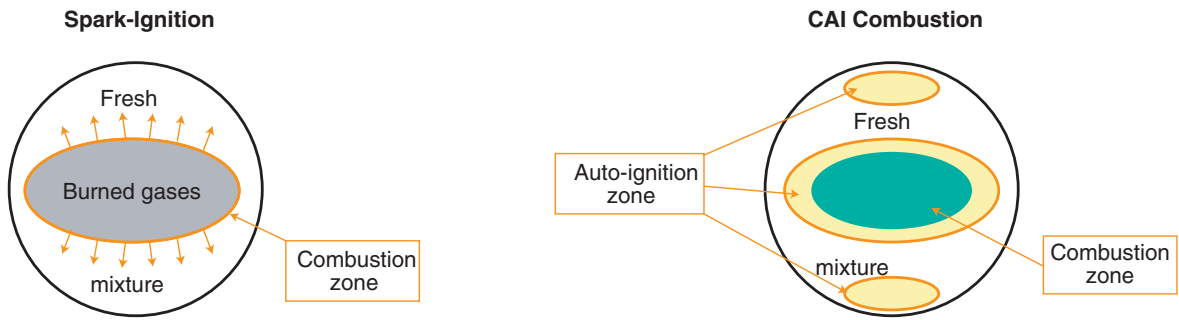 Spark-Ignition
Fresh
Burned gases
mixture
Combustion
zone
CAI Combustion
Fresh
Auto-ignition
zone
mixture
Combustion
zone